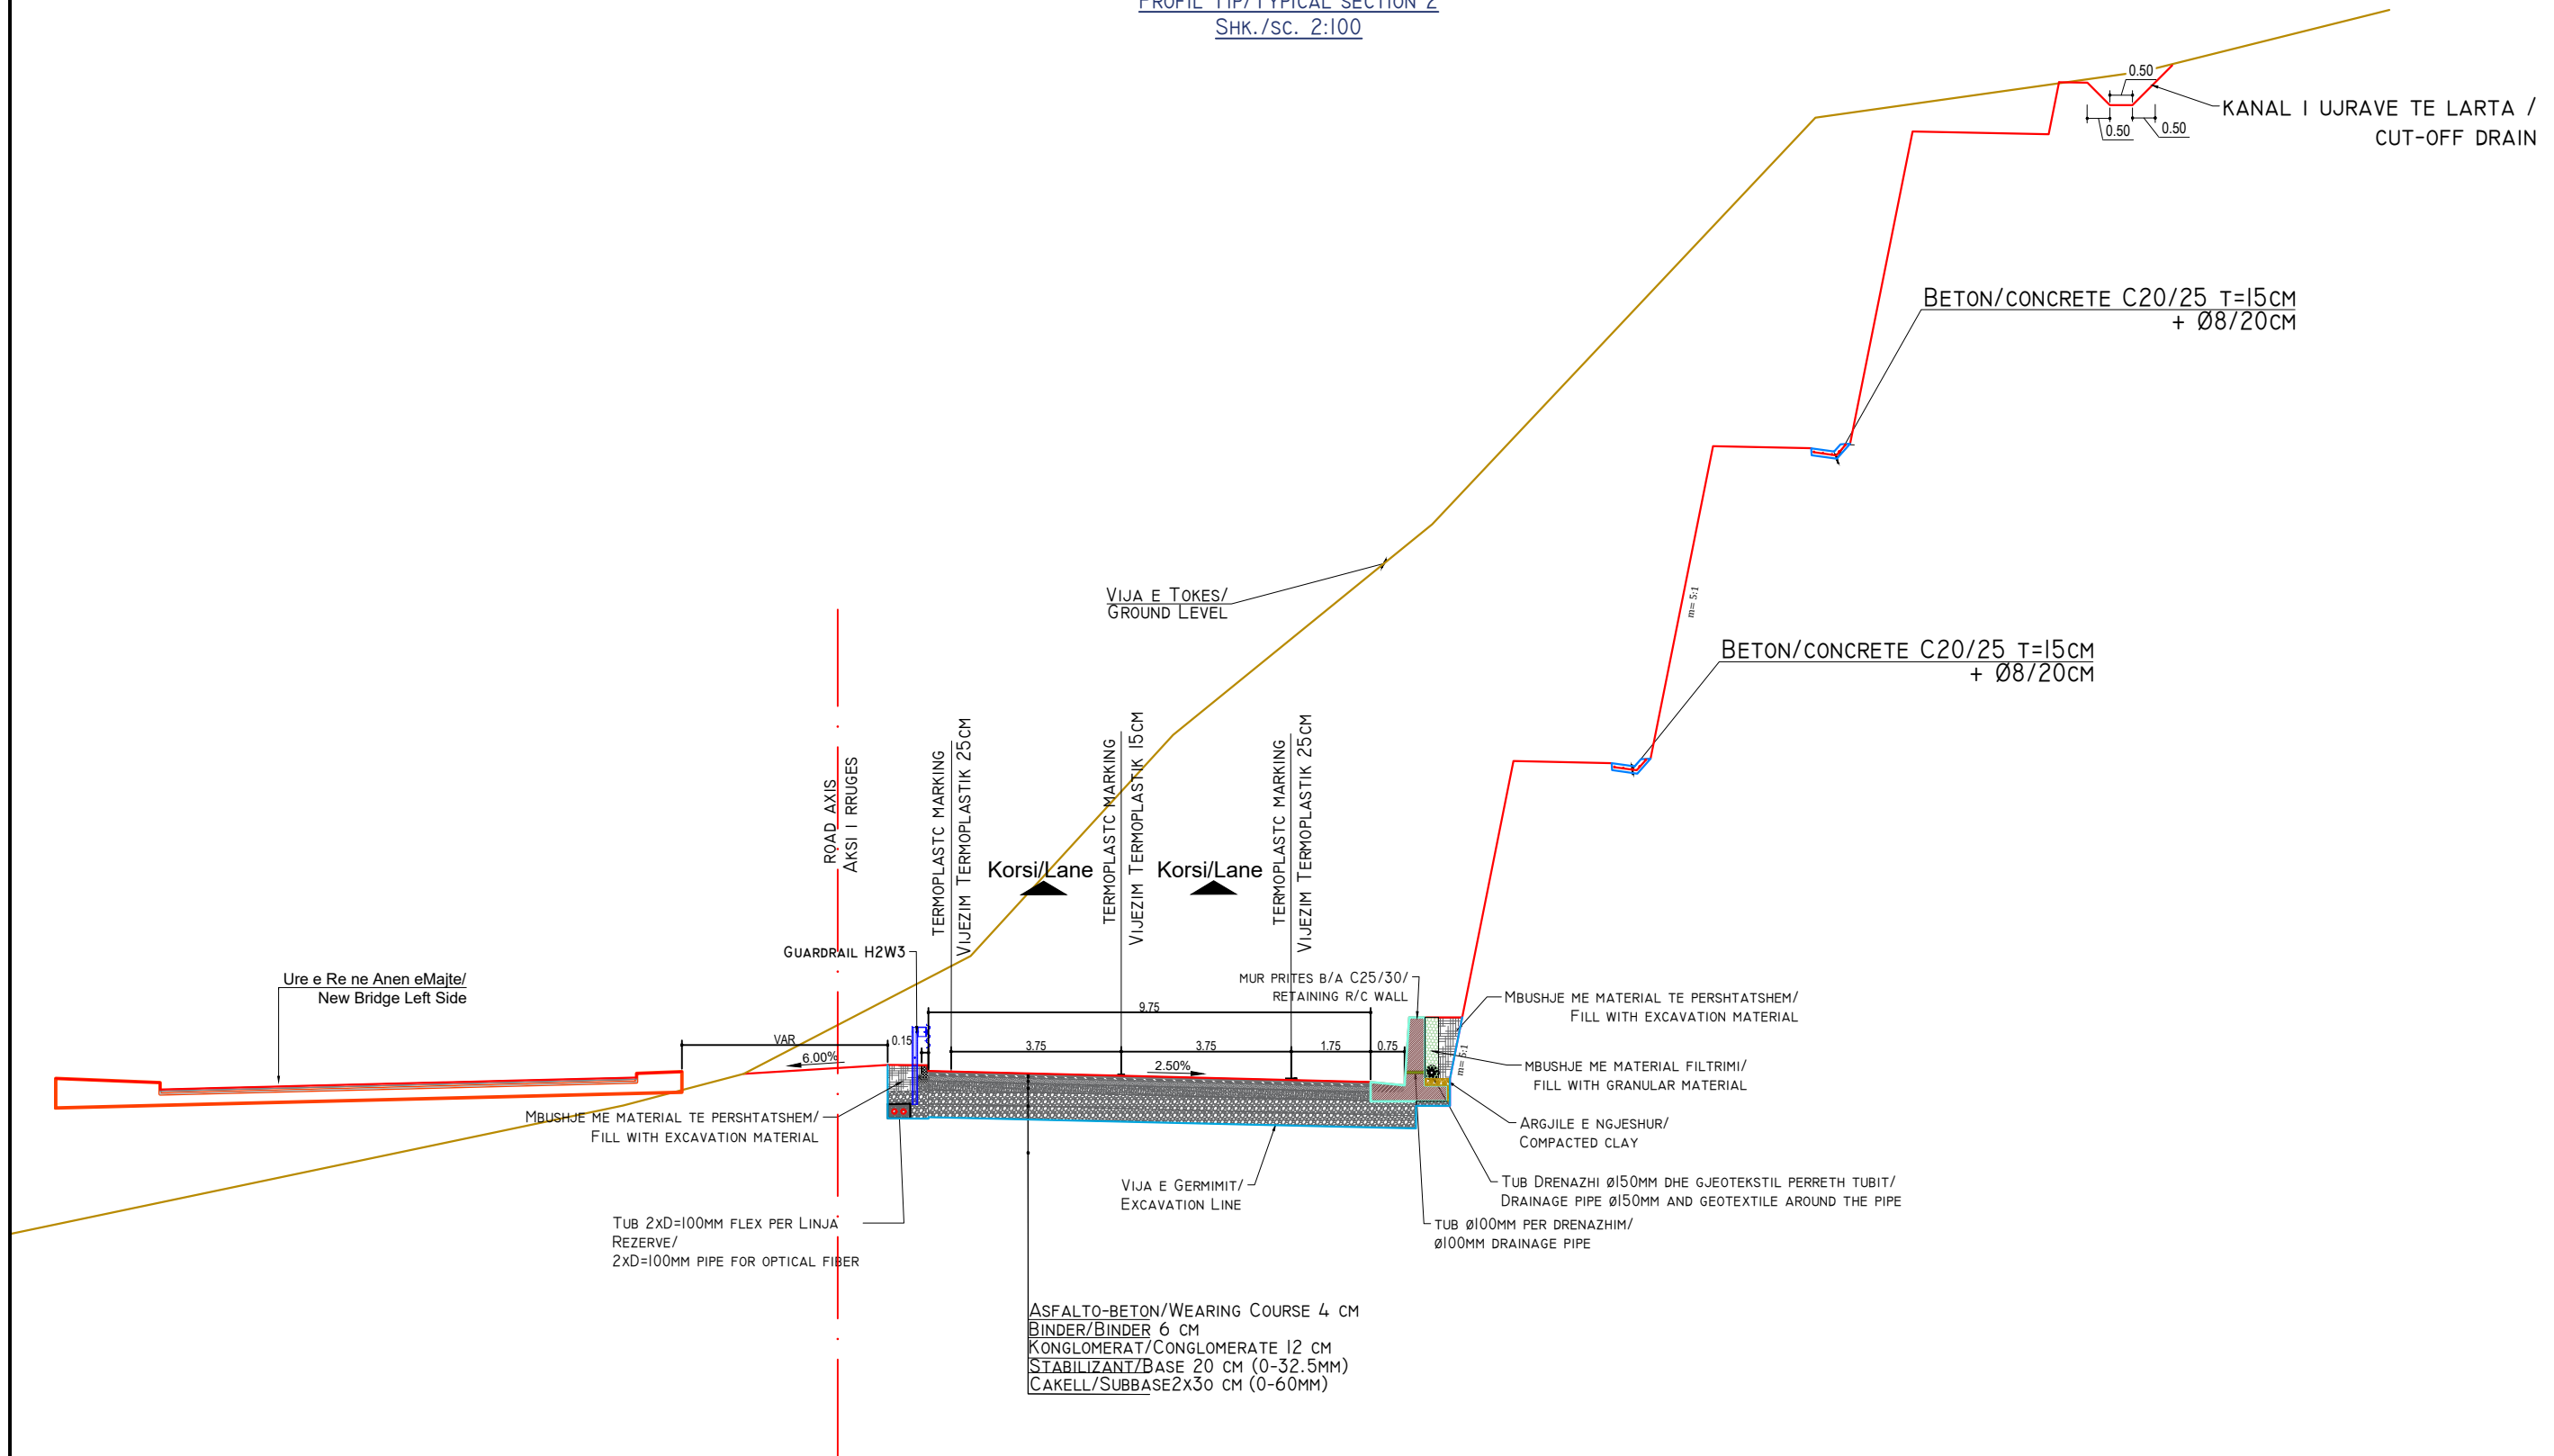 PROFIL TIP/TYPICAL SECTION 2
SHK./SC. 2:100
0.50
0.50
0.50
KANAL I UJRAVE TE LARTA /
CUT-OFF DRAIN
BETON/CONCRETE C20/25 T=15CM
+ Ø8/20CM
VIJA E TOKES/
GROUND LEVEL
m= 5:1
BETON/CONCRETE C20/25 T=15CM
+ Ø8/20CM
ROAD AXIS
AKSI I RRUGES
TERMOPLASTC MARKING
VIJEZIM TERMOPLASTIK 25CM
TERMOPLASTC MARKING
VIJEZIM TERMOPLASTIK 15CM
TERMOPLASTC MARKING
VIJEZIM TERMOPLASTIK 25CM
Korsi/Lane
Korsi/Lane
GUARDRAIL H2W3
Ure e Re ne Anen eMajte/
New Bridge Left Side
MUR PRITES B/A C25/30/
RETAINING R/C WALL
MBUSHJE ME MATERIAL TE PERSHTATSHEM/
FILL WITH EXCAVATION MATERIAL
9.75
VAR
0.15
3.75
3.75
1.75
0.75
6.00%
2.50%
m= 5:1
MBUSHJE ME MATERIAL FILTRIMI/
FILL WITH GRANULAR MATERIAL
MBUSHJE ME MATERIAL TE PERSHTATSHEM/
FILL WITH EXCAVATION MATERIAL
ARGJILE E NGJESHUR/
COMPACTED CLAY
VIJA E GERMIMIT/
EXCAVATION LINE
TUB DRENAZHI Ø150MM DHE GJEOTEKSTIL PERRETH TUBIT/
DRAINAGE PIPE Ø150MM AND GEOTEXTILE AROUND THE PIPE
TUB 2XD=100MM FLEX PER LINJA
REZERVE/
2XD=100MM PIPE FOR OPTICAL FIBER
TUB Ø100MM PER DRENAZHIM/
Ø100MM DRAINAGE PIPE
ASFALTO-BETON/WEARING COURSE 4 CM
BINDER/BINDER 6 CM
KONGLOMERAT/CONGLOMERATE 12 CM
STABILIZANT/BASE 20 CM (0-32.5MM)
CAKELL/SUBBASE2X30 CM (0-60MM)